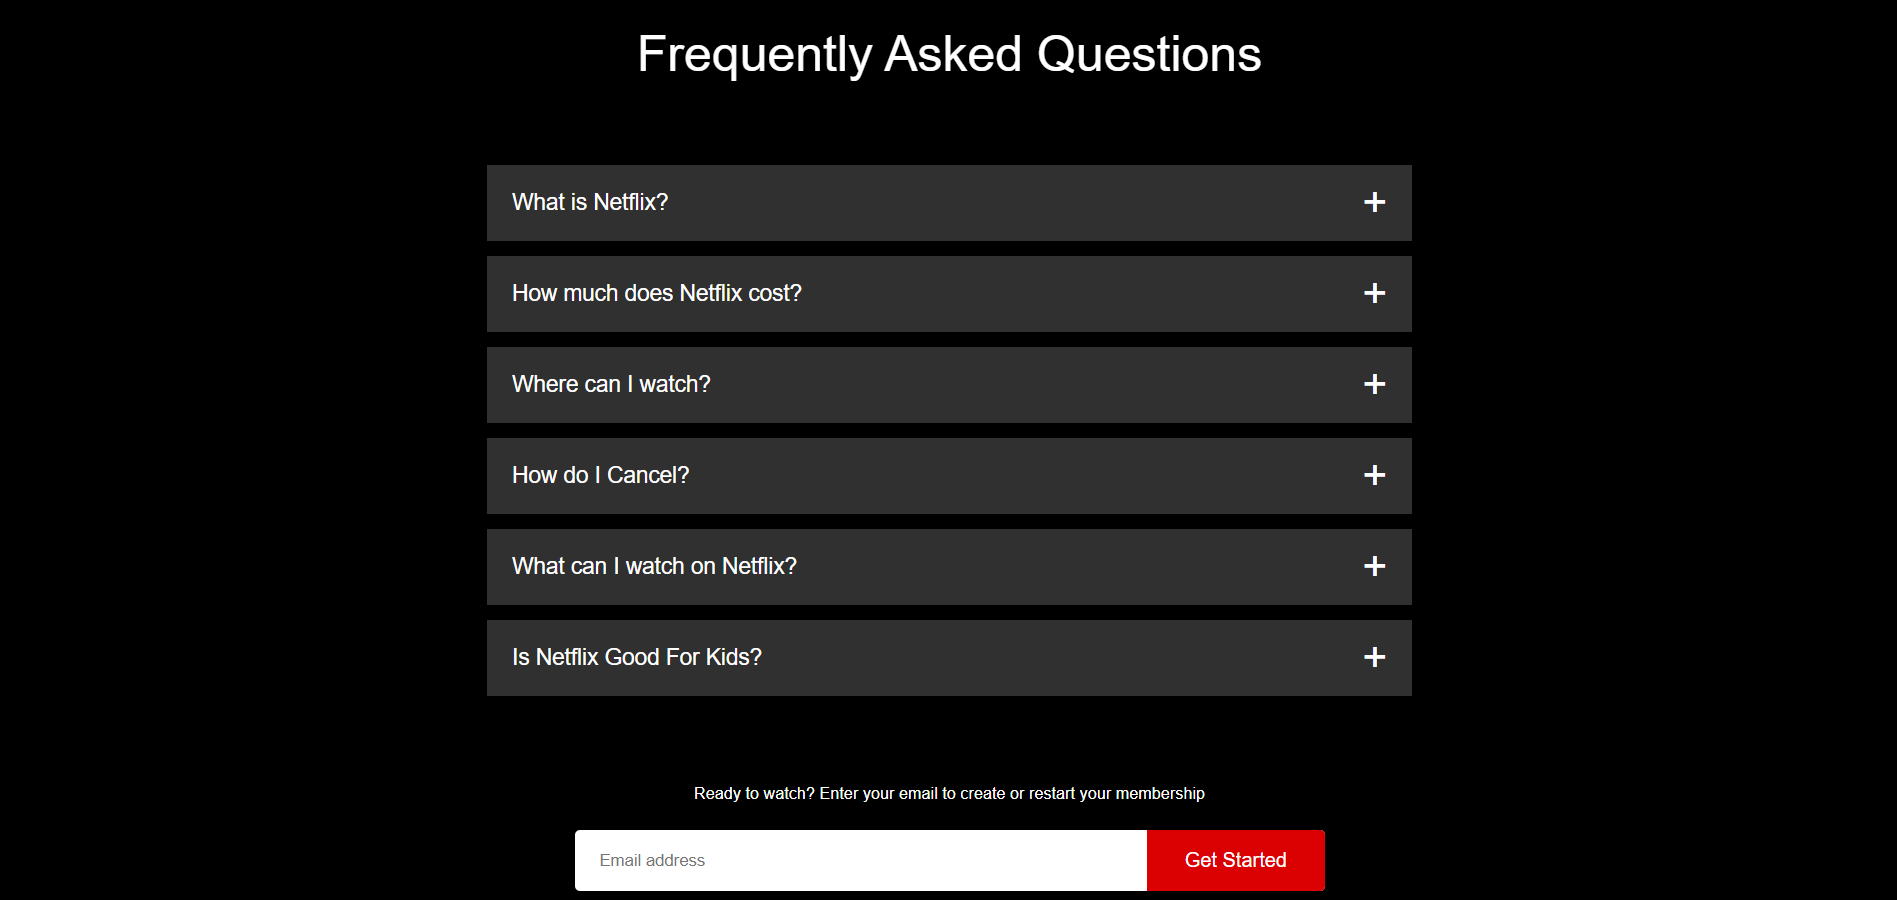 Frequently Asked Questions
What is Netflix?
How much does Netflix cost?
Where can I watch?
How do I Cancel?
What can I watch on Netflix?
Is Netflix Good For Kids?
Ready to watch? Enter your email to create or restart your membership
Email address
Get Started